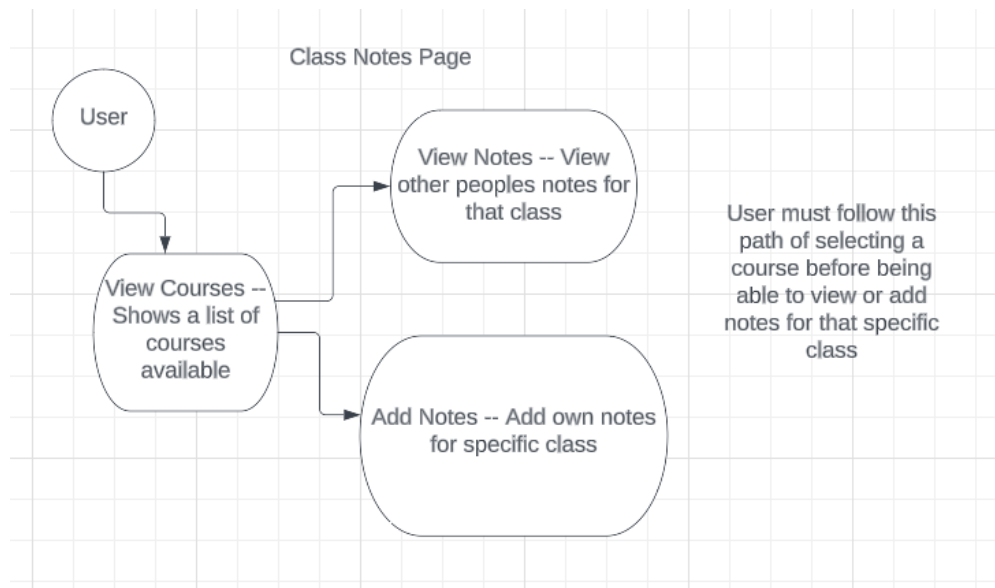 Class Notes Page
User
View Notes -- View
other peoples notes for
that class
User must follow this
path of selecting a
course before being
able to view or add
notes for that specific
class
View Courses --
Shows a list of
courses
available
Add Notes -- Add own notes
for specific class